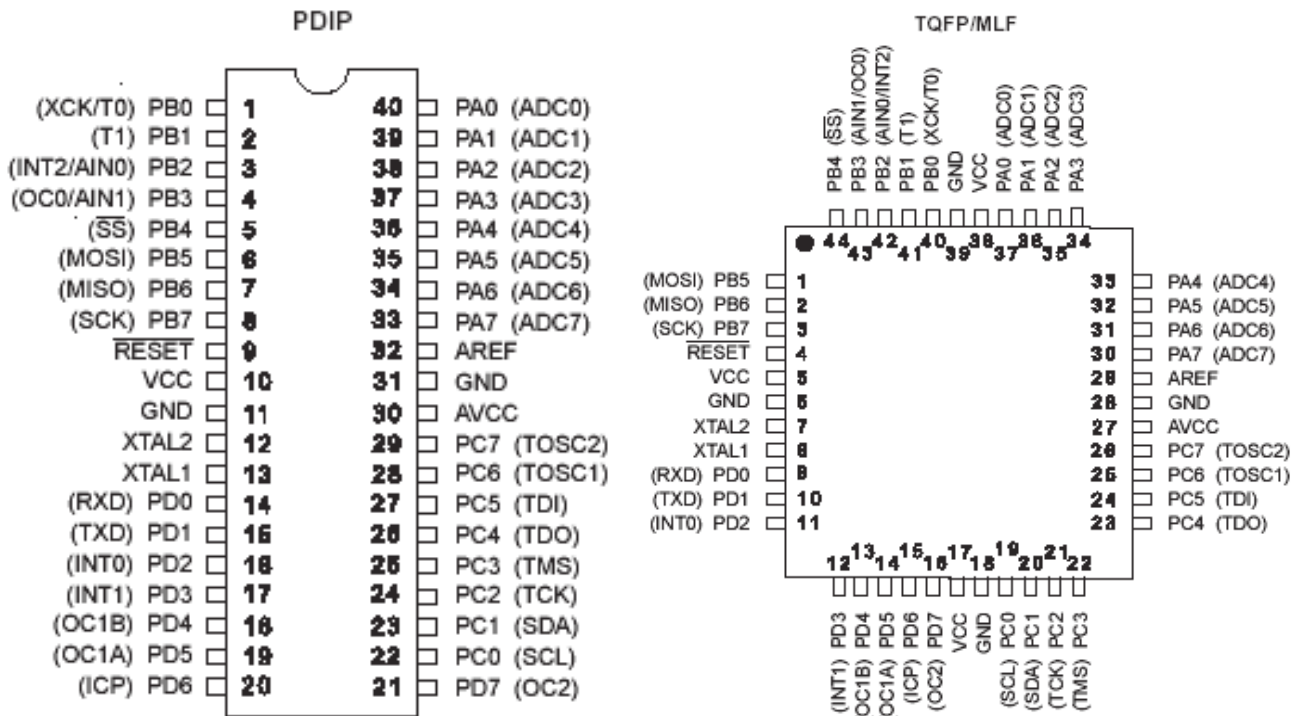 PDIP
(XCK/T0) PB0 1 40 PA0 (ADC0)
(T1) PB1 2 39 PA1 (ADC1)
(INT2/AIN0) PB2 3 38 PA2 (ADC2)
(OC0/AIN1) PB3 4 37 PA3 (ADC3)
(SS) PB4 5 36 PA4 (ADC4)
(MOSI) PB5 6 35 PA5 (ADC5)
(MISO) PB6 7 34 PA6 (ADC6)
(SCK) PB7 8 33 PA7 (ADC7)
RESET 9 32 AREF
VCC 10 31 GND
GND 11 30 AVCC
XTAL2 12 29 PC7 (TOSC2)
XTAL1 13 28 PC6 (TOSC1)
(RXD) PD0 14 27 PC5 (TDI)
(TXD) PD1 15 26 PC4 (TDO)
(INT0) PD2 16 25 PC3 (TMS)
(INT1) PD3 17 24 PC2 (TCK)
(OC1B) PD4 18 23 PC1 (SDA)
(OC1A) PD5 19 22 PC0 (SCL)
(ICP) PD6 20 21 PD7 (OC2)
TQFP/MLF
PB4 (SS)
PB3 (AIN1/OC0)
PB2 (AIN0/INT2)
PB1 (T1)
PB0 (XCK/T0)
GND
VCC
PA0 (ADC0)
PA1 (ADC1)
PA2 (ADC2)
PA3 (ADC3)
44 43 42 41 40 39 38 37 36 35 34
(MOSI) PB5 1 33 PA4 (ADC4)
(MISO) PB6 2 32 PA5 (ADC5)
(SCK) PB7 3 31 PA6 (ADC6)
RESET 4 30 PA7 (ADC7)
VCC 5 29 AREF
GND 6 28 GND
XTAL2 7 27 AVCC
XTAL1 8 26 PC7 (TOSC2)
(RXD) PD0 9 25 PC6 (TOSC1)
(TXD) PD1 10 24 PC5 (TDI)
(INT0) PD2 11 23 PC4 (TDO)
12 13 14 15 16 17 18 19 20 21 22
(INT1) PD3
(OC1B) PD4
(OC1A) PD5
(ICP) PD6
(OC2) PD7
VCC
GND
(SCL) PC0
(SDA) PC1
(TCK) PC2
(TMS) PC3